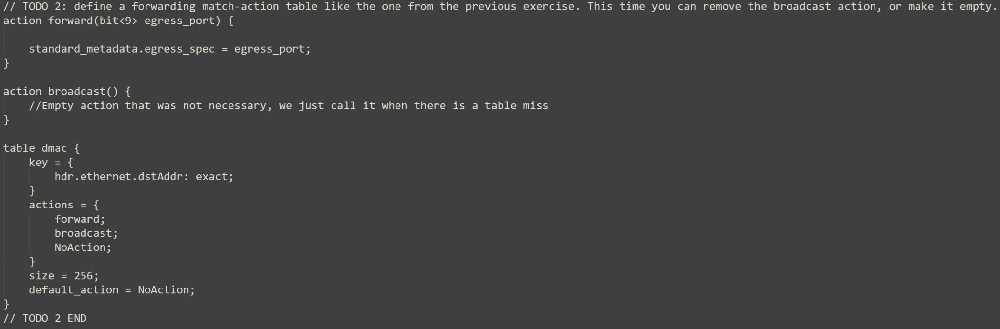 // TODO 2: define a forwarding match-action table like the one from the previous exercise. This time you can remove the broadcast action, or make it empty.
action forward(bit<9> egress_port) {
    standard_metadata.egress_spec = egress_port;
}
action broadcast() {
    //Empty action that was not necessary, we just call it when there is a table miss
}
table dmac {
    key = {
        hdr.ethernet.dstAddr: exact;
    }
    actions = {
        forward;
        broadcast;
        NoAction;
    }
    size = 256;
    default_action = NoAction;
}
// TODO 2 END